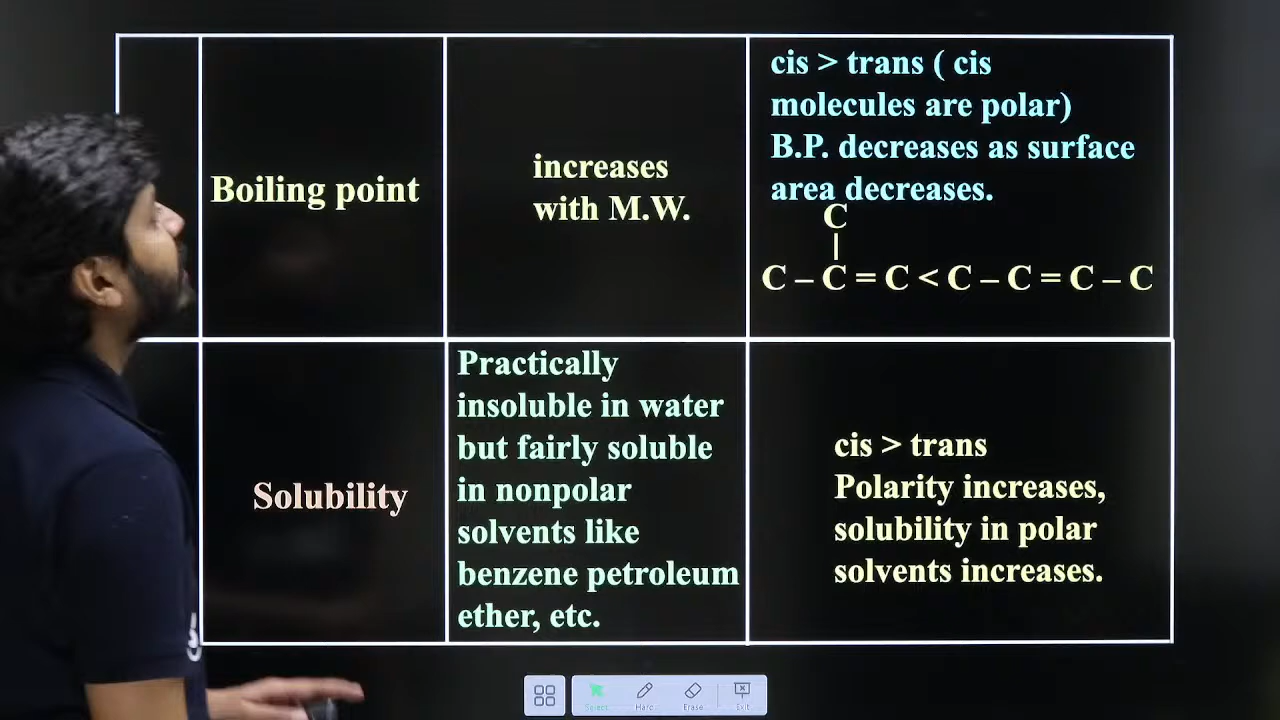 Boiling point
increases
with M.W.
cis > trans ( cis
molecules are polar)
B.P. decreases as surface
area decreases.
C
|
C – C = C < C – C = C – C
Solubility
Practically
insoluble in water
but fairly soluble
in nonpolar
solvents like
benzene petroleum
ether, etc.
cis > trans
Polarity increases,
solubility in polar
solvents increases.
Select
Erase
Exit